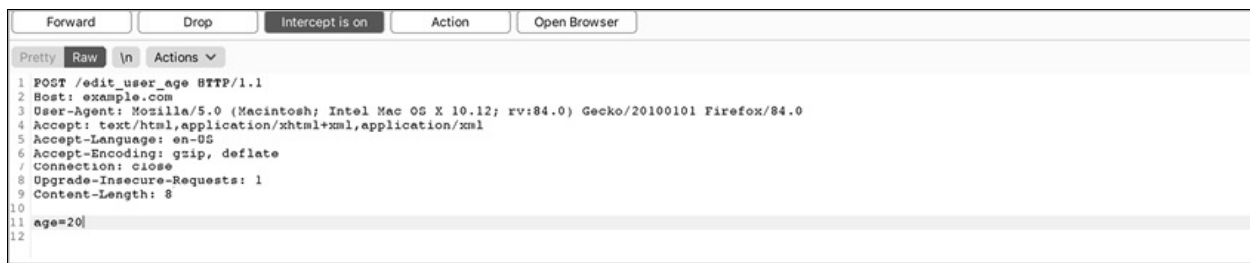 Forward Drop Intercept is on Action Open Browser
Pretty Raw \n Actions
1 POST /edit_user_age HTTP/1.1
2 Host: example.com
3 User-Agent: Mozilla/5.0 (Macintosh; Intel Mac OS X 10.12; rv:84.0) Gecko/20100101 Firefox/84.0
4 Accept: text/html,application/xhtml+xml,application/xml
5 Accept-Language: en-US
6 Accept-Encoding: gzip, deflate
7 Connection: close
8 Upgrade-Insecure-Requests: 1
9 Content-Length: 8
10
11 age=20
12